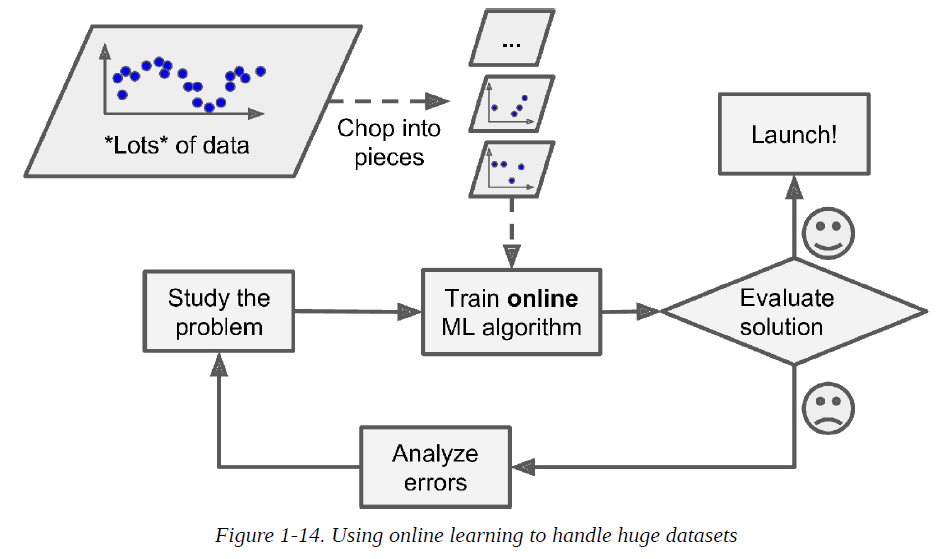 *Lots* of data
Chop into
pieces
...
Launch!
Study the
problem
Train online
ML algorithm
Evaluate
solution
Analyze
errors
Figure 1-14. Using online learning to handle huge datasets